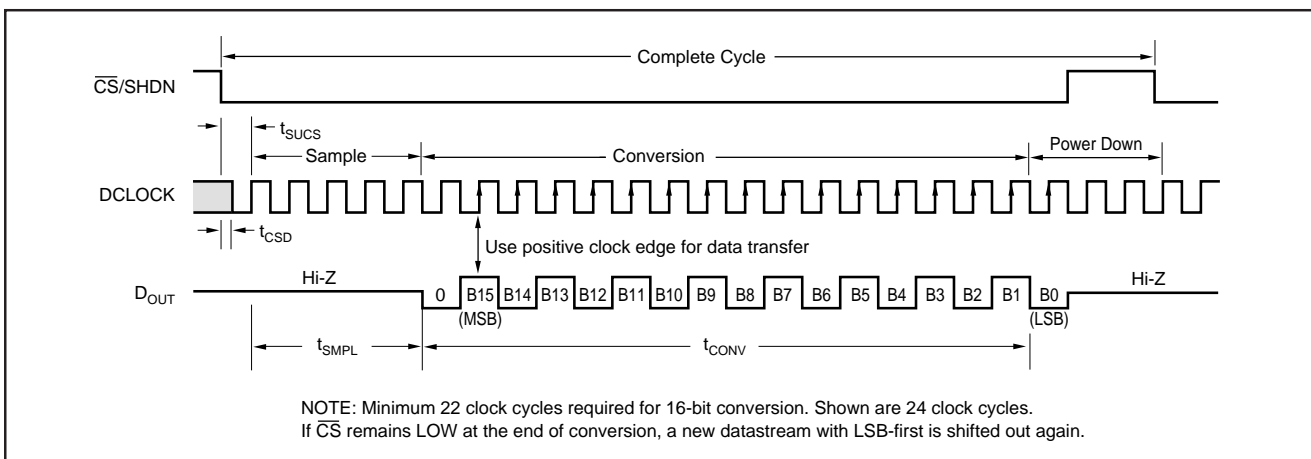 Complete Cycle
CS/SHDN
tSUCS
Sample
Conversion
Power Down
DCLOCK
tCSD
Use positive clock edge for data transfer
Hi-Z
DOUT
0 B15 B14 B13 B12 B11 B10 B9 B8 B7 B6 B5 B4 B3 B2 B1 B0
Hi-Z
(MSB)
(LSB)
tSMPL
tCONV
NOTE: Minimum 22 clock cycles required for 16-bit conversion. Shown are 24 clock cycles.
If CS remains LOW at the end of conversion, a new datastream with LSB-first is shifted out again.